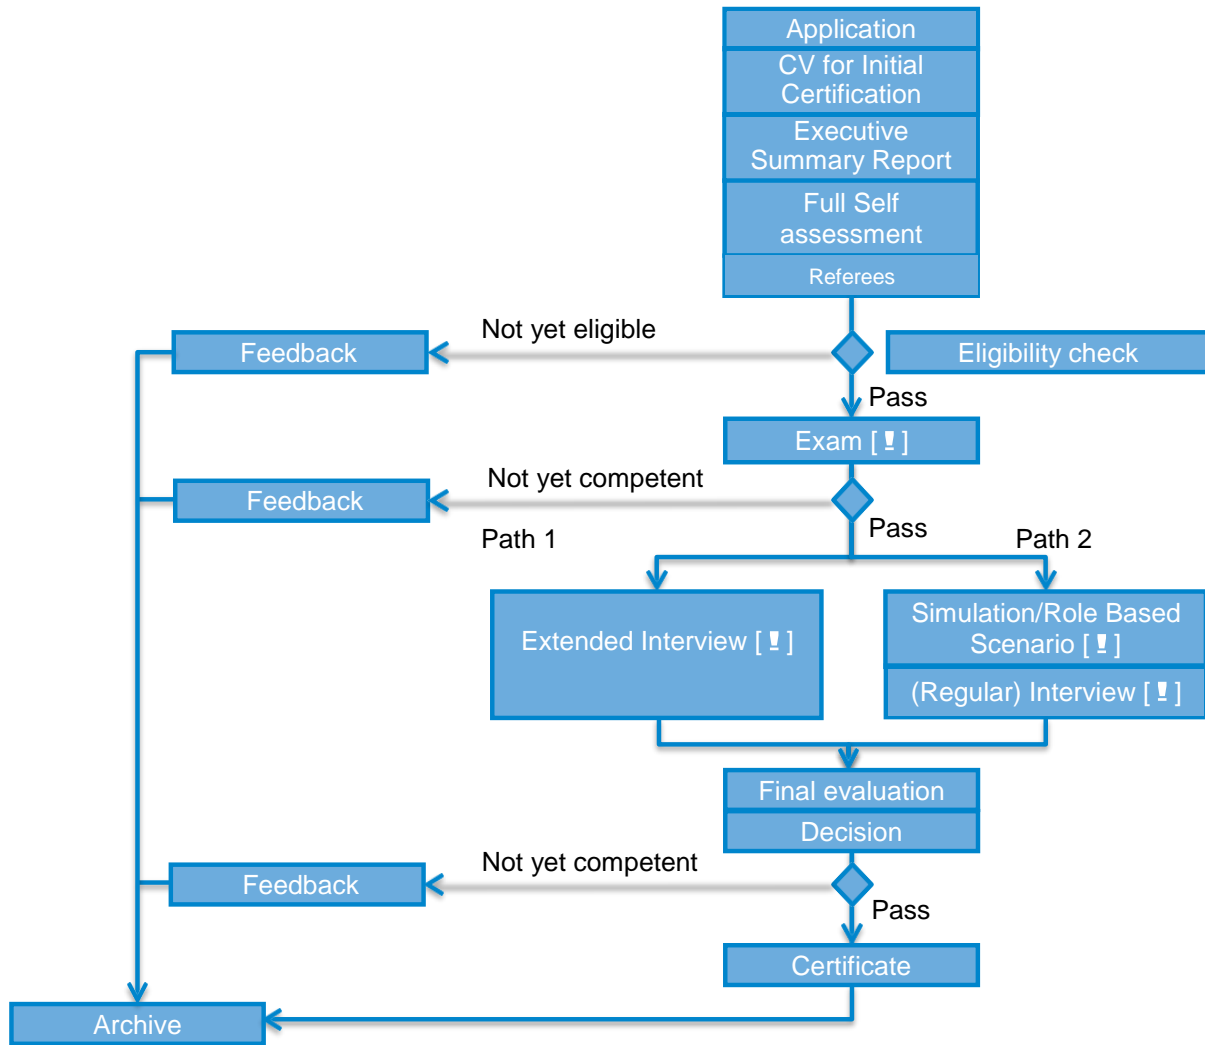 Application
CV for Initial
Certification
Executive
Summary Report
Full Self
assessment
Referees
Not yet eligible
Feedback
Eligibility check
Pass
Exam [ ! ]
Not yet competent
Feedback
Pass
Path 1
Path 2
Extended Interview [ ! ]
Simulation/Role Based
Scenario [ ! ]
(Regular) Interview [ ! ]
Final evaluation
Decision
Not yet competent
Feedback
Pass
Certificate
Archive